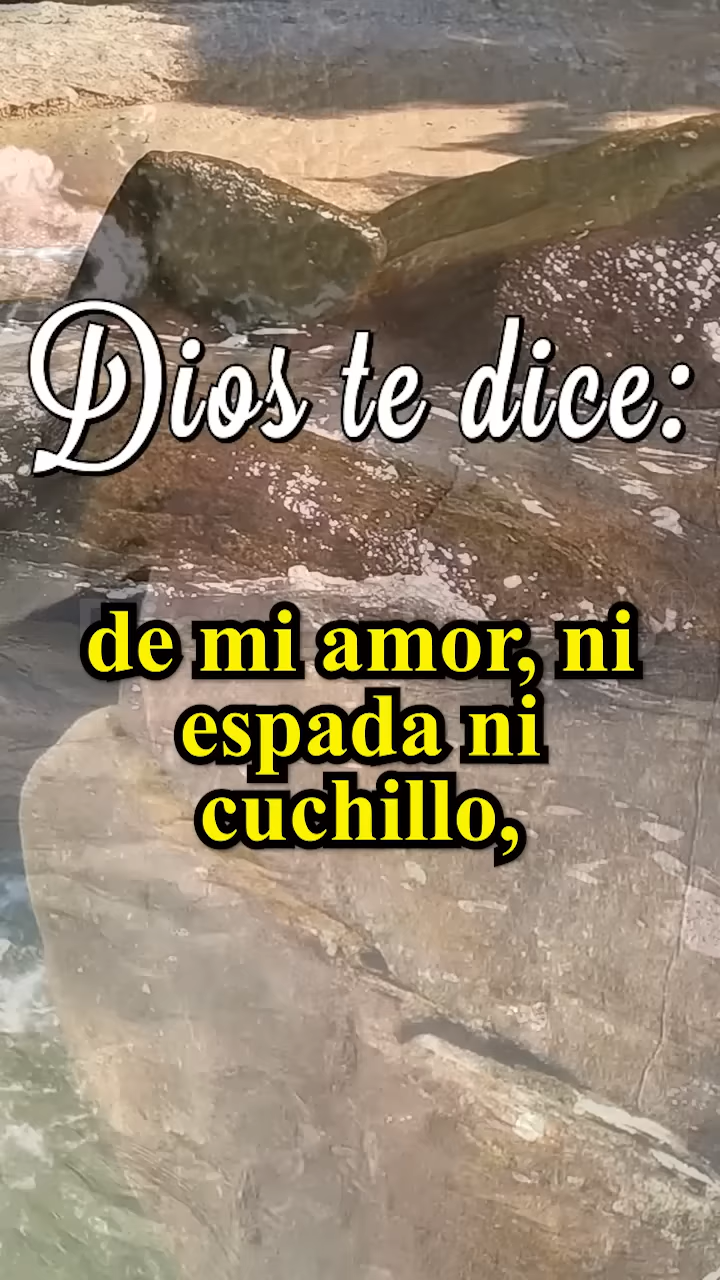 Dios te dice:
de mi amor, ni
espada ni
cuchillo,